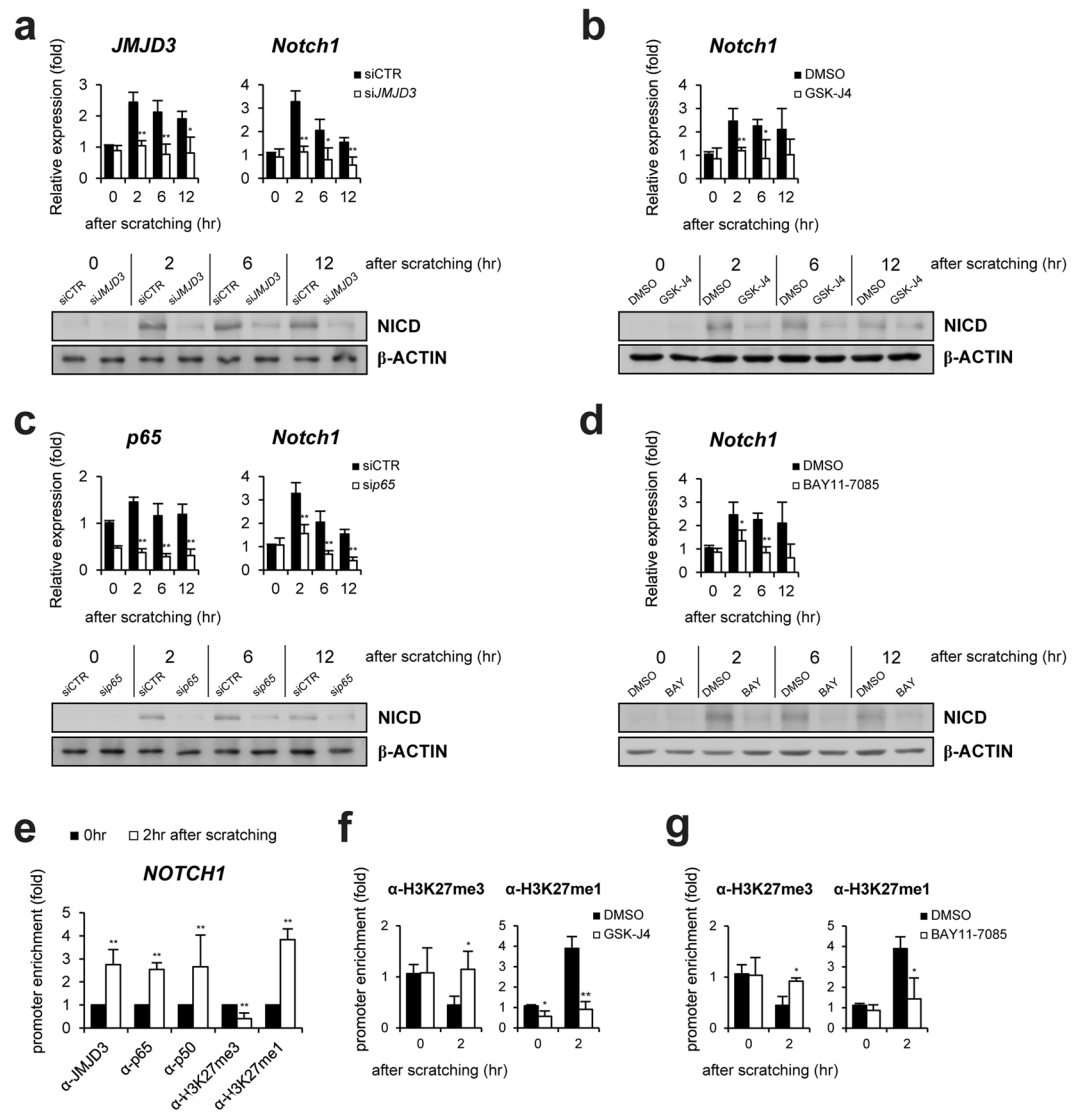 a
JMJD3
Notch1
Relative expression (fold)
siCTR
siJMJD3
3
2
1
0
** ** *
0 2 6 12
4
3
2
1
0
** * **
0 2 6 12
after scratching (hr)
0 2 6 12 after scratching (hr)
siCTR siJMJD3 siCTR siJMJD3 siCTR siJMJD3 siCTR siJMJD3
NICD
β-ACTIN
b
Notch1
Relative expression (fold)
DMSO
GSK-J4
4
3
2
1
0
** *
0 2 6 12
after scratching (hr)
0 2 6 12 after scratching (hr)
DMSO GSK-J4 DMSO GSK-J4 DMSO GSK-J4 DMSO GSK-J4
NICD
β-ACTIN
c
p65
Notch1
Relative expression (fold)
siCTR
sip65
2
1
0
** ** **
0 2 6 12
4
3
2
1
0
** ** **
0 2 6 12
after scratching (hr)
0 2 6 12 after scratching (hr)
siCTR sip65 siCTR sip65 siCTR sip65 siCTR sip65
NICD
β-ACTIN
d
Notch1
Relative expression (fold)
DMSO
BAY11-7085
4
3
2
1
0
* **
0 2 6 12
after scratching (hr)
0 2 6 12 after scratching (hr)
DMSO BAY DMSO BAY DMSO BAY DMSO BAY
NICD
β-ACTIN
e
0hr 2hr after scratching
NOTCH1
promoter enrichment (fold)
5
4
3
2
1
0
** ** ** ** **
α-JMJD3 α-p65 α-p50 α-H3K27me3 α-H3K27me1
f
α-H3K27me3
α-H3K27me1
promoter enrichment (fold)
DMSO
GSK-J4
2
1
0
*
0 2
5
4
3
2
1
0
* **
0 2
after scratching (hr)
g
α-H3K27me3
α-H3K27me1
promoter enrichment (fold)
DMSO
BAY11-7085
2
1
0
*
0 2
5
4
3
2
1
0
*
0 2
after scratching (hr)